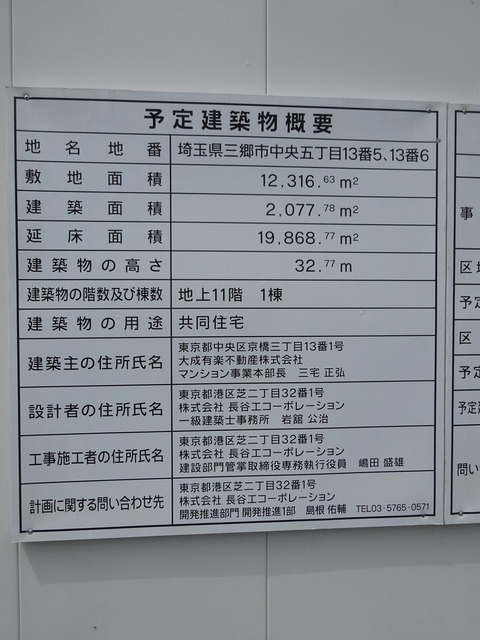 予定建築物概要
地名地番 埼玉県三郷市中央五丁目13番5、13番6
敷地面積 12,316.63 m2
建築面積 2,077.78 m2
延床面積 19,868.77 m2
建築物の高さ 32.77 m
建築物の階数及び棟数 地上11階 1棟
建築物の用途 共同住宅
建築主の住所氏名 東京都中央区京橋三丁目13番1号
大成有楽不動産株式会社
マンション事業本部長 三宅 正弘
設計者の住所氏名 東京都港区芝二丁目32番1号
株式会社 長谷工コーポレーション
一級建築士事務所 岩舘 公治
工事施工者の住所氏名 東京都港区芝二丁目32番1号
株式会社 長谷工コーポレーション
建設部門管掌取締役専務執行役員 嶋田 盛雄
計画に関する問い合わせ先 東京都港区芝二丁目32番1号
株式会社 長谷工コーポレーション
開発推進部門 開発推進1部 島根 佑輔 TEL03-5765-0571
事
区
予定
区
予定
予定
問い